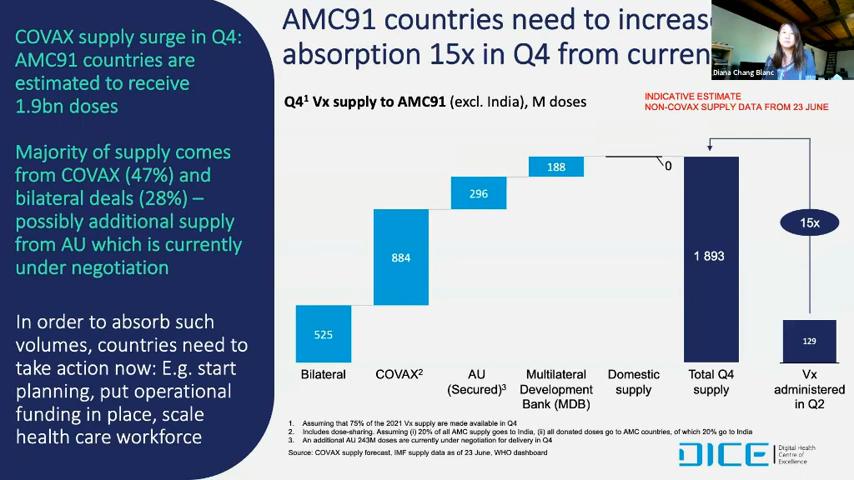 COVAX supply surge in Q4:
AMC91 countries are
estimated to receive
1.9bn doses
Majority of supply comes
from COVAX (47%) and
bilateral deals (28%) –
possibly additional supply
from AU which is currently
under negotiation
In order to absorb such
volumes, countries need to
take action now: E.g. start
planning, put operational
funding in place, scale
health care workforce
AMC91 countries need to increas
absorption 15x in Q4 from curren
Diana Chang Blanc
Q4¹ Vx supply to AMC91 (excl. India), M doses
INDICATIVE ESTIMATE
NON-COVAX SUPPLY DATA FROM 23 JUNE
525
884
296
188
0
1 893
15x
129
Bilateral
COVAX²
AU
(Secured)³
Multilateral
Development
Bank (MDB)
Domestic
supply
Total Q4
supply
Vx
administered
in Q2
1. Assuming that 75% of the 2021 Vx supply are made available in Q4
2. Includes dose-sharing. Assuming (i) 20% of all AMC supply goes to India, (ii) all donated doses go to AMC countries, of which 20% go to India
3. An additional AU 243M doses are currently under negotiation for delivery in Q4
Source: COVAX supply forecast, IMF supply data as of 23 June, WHO dashboard
DICE
Digital Health
Centre of
Excellence